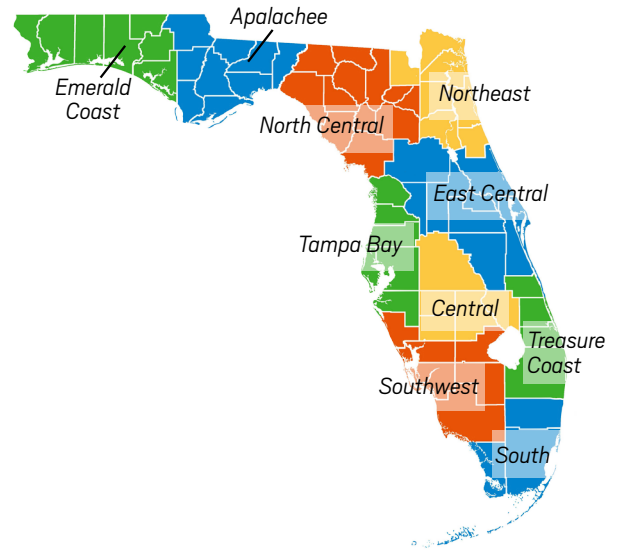 Apalachee
Emerald
Coast
Northeast
North Central
East Central
Tampa Bay
Central
Treasure
Coast
Southwest
South